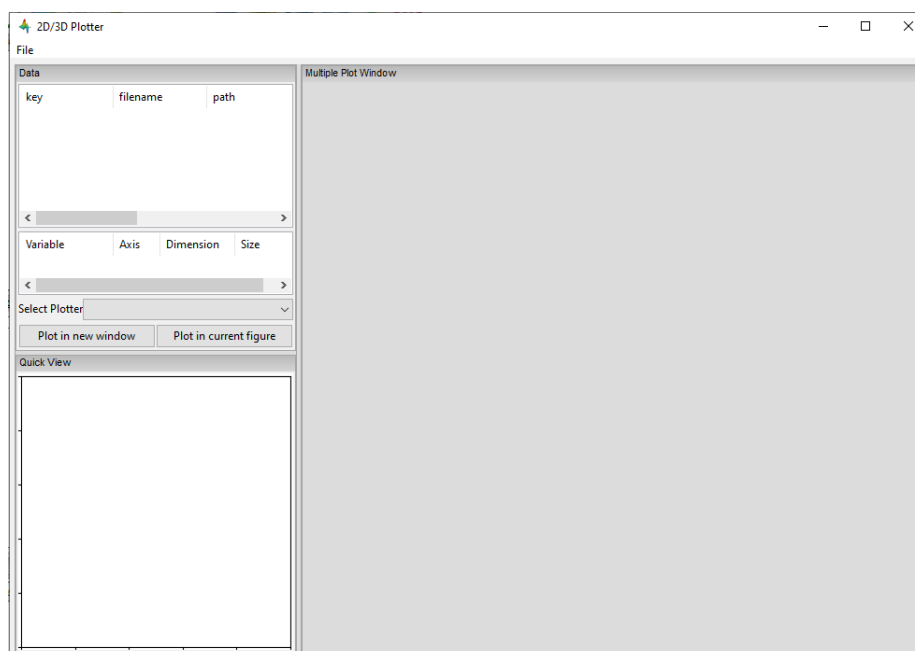 2D/3D Plotter
File
Data
key filename path
Variable Axis Dimension Size
Select Plotter
Plot in new window Plot in current figure
Quick View
Multiple Plot Window